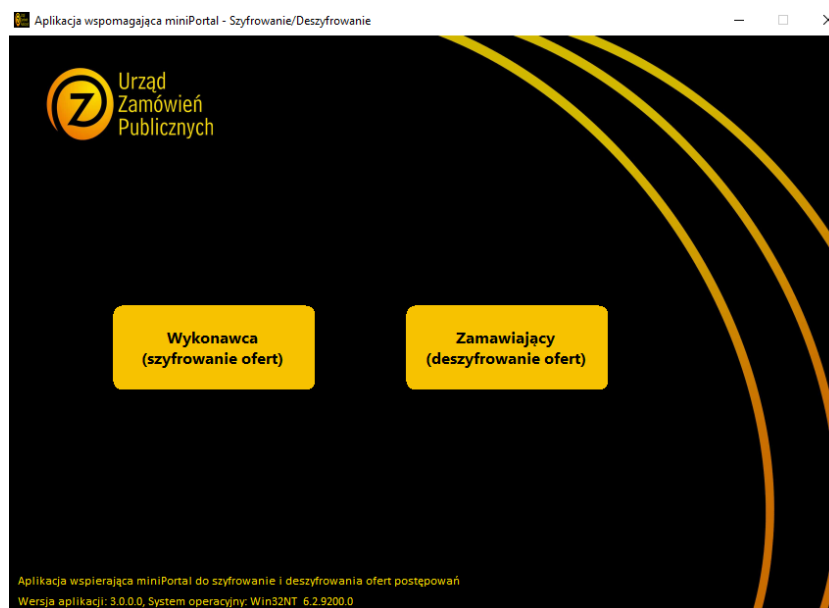 Aplikacja wspomagająca miniPortal - Szyfrowanie/Deszyfrowanie
Urząd
Zamówień
Publicznych
Wykonawca
(szyfrowanie ofert)
Zamawiający
(deszyfrowanie ofert)
Aplikacja wspierająca miniPortal do szyfrowanie i deszyfrowania ofert postępowań
Wersja aplikacji: 3.0.0.0, System operacyjny: Win32NT 6.2.9200.0